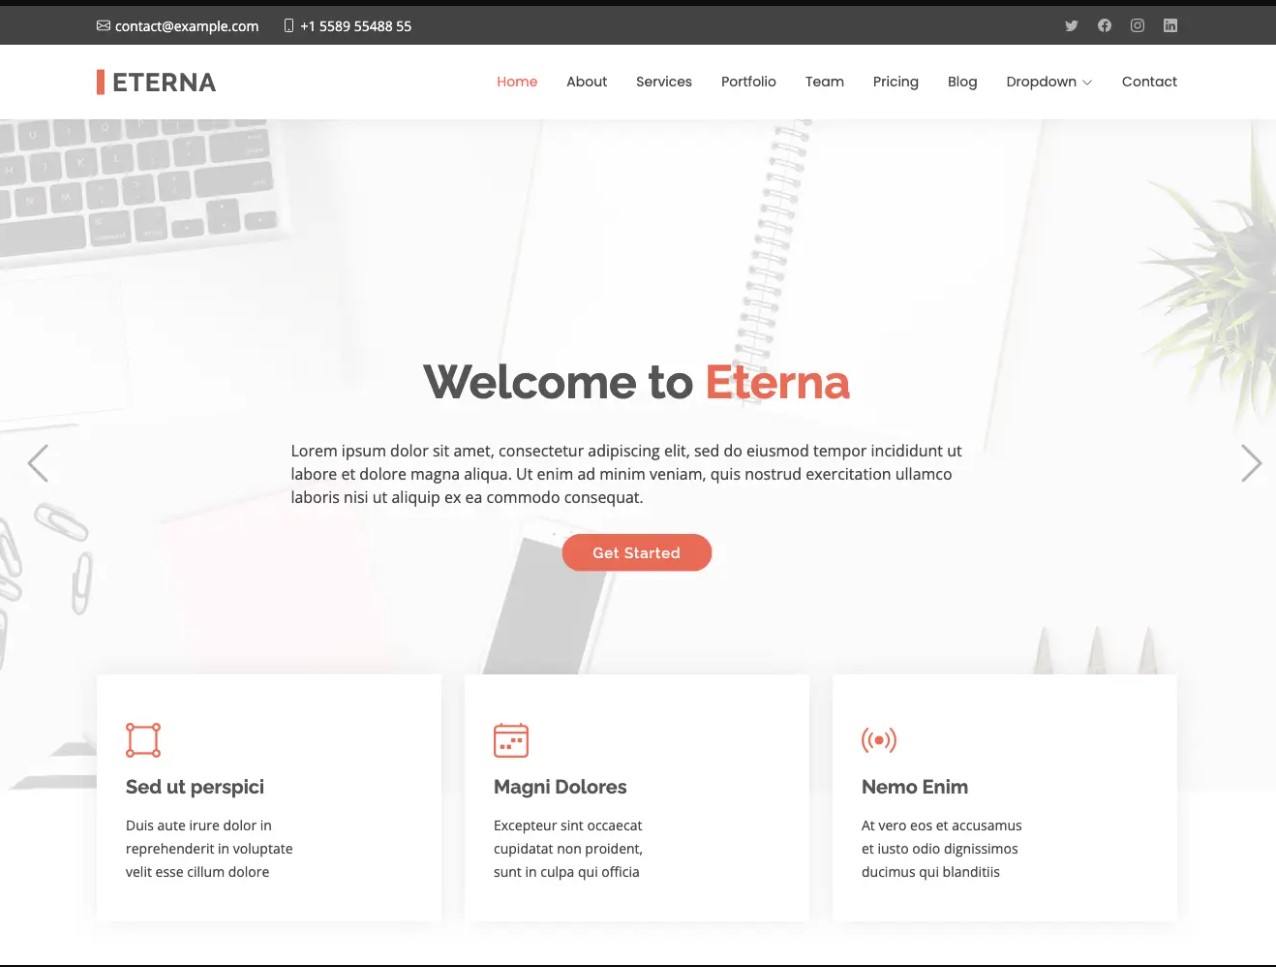 contact@example.com +1 5589 55488 55
ETERNA
Home About Services Portfolio Team Pricing Blog Dropdown Contact
Welcome to Eterna
Lorem ipsum dolor sit amet, consectetur adipiscing elit, sed do eiusmod tempor incididunt ut
labore et dolore magna aliqua. Ut enim ad minim veniam, quis nostrud exercitation ullamco
laboris nisi ut aliquip ex ea commodo consequat.
Get Started
Sed ut perspici
Duis aute irure dolor in
reprehenderit in voluptate
velit esse cillum dolore
Magni Dolores
Excepteur sint occaecat
cupidatat non proident,
sunt in culpa qui officia
Nemo Enim
At vero eos et accusamus
et iusto odio dignissimos
ducimus qui blanditiis